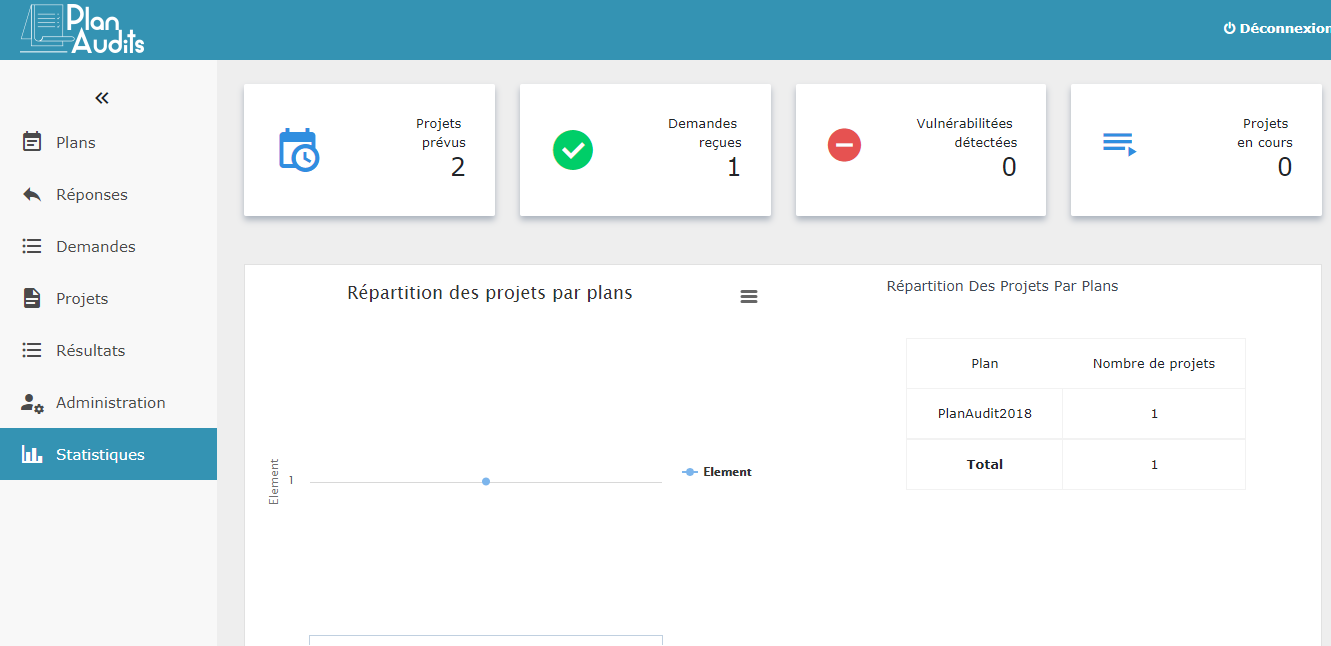 Plan
Audits
Déconnexion
Plans
Réponses
Demandes
Projets
Résultats
Administration
Statistiques
Projets
prévus
2
Demandes
reçues
1
Vulnérabilitées
détectées
0
Projets
en cours
0
Répartition des projets par plans
Element
1
Element
Répartition Des Projets Par Plans
Plan Nombre de projets
PlanAudit2018 1
Total 1